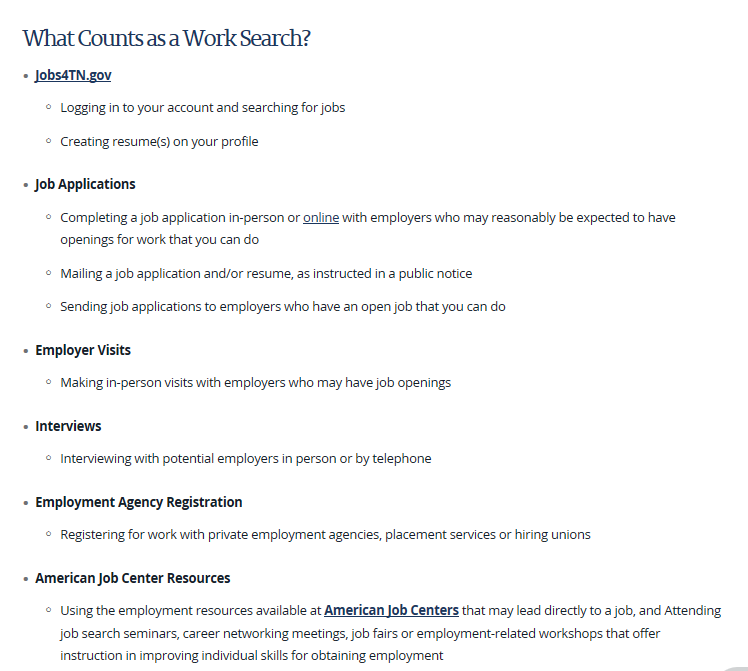 What Counts as a Work Search?
• Jobs4TN.gov
◦ Logging in to your account and searching for jobs
◦ Creating resume(s) on your profile
• Job Applications
◦ Completing a job application in-person or online with employers who may reasonably be expected to have
openings for work that you can do
◦ Mailing a job application and/or resume, as instructed in a public notice
◦ Sending job applications to employers who have an open job that you can do
• Employer Visits
◦ Making in-person visits with employers who may have job openings
• Interviews
◦ Interviewing with potential employers in person or by telephone
• Employment Agency Registration
◦ Registering for work with private employment agencies, placement services or hiring unions
• American Job Center Resources
◦ Using the employment resources available at American Job Centers that may lead directly to a job, and Attending
job search seminars, career networking meetings, job fairs or employment-related workshops that offer
instruction in improving individual skills for obtaining employment